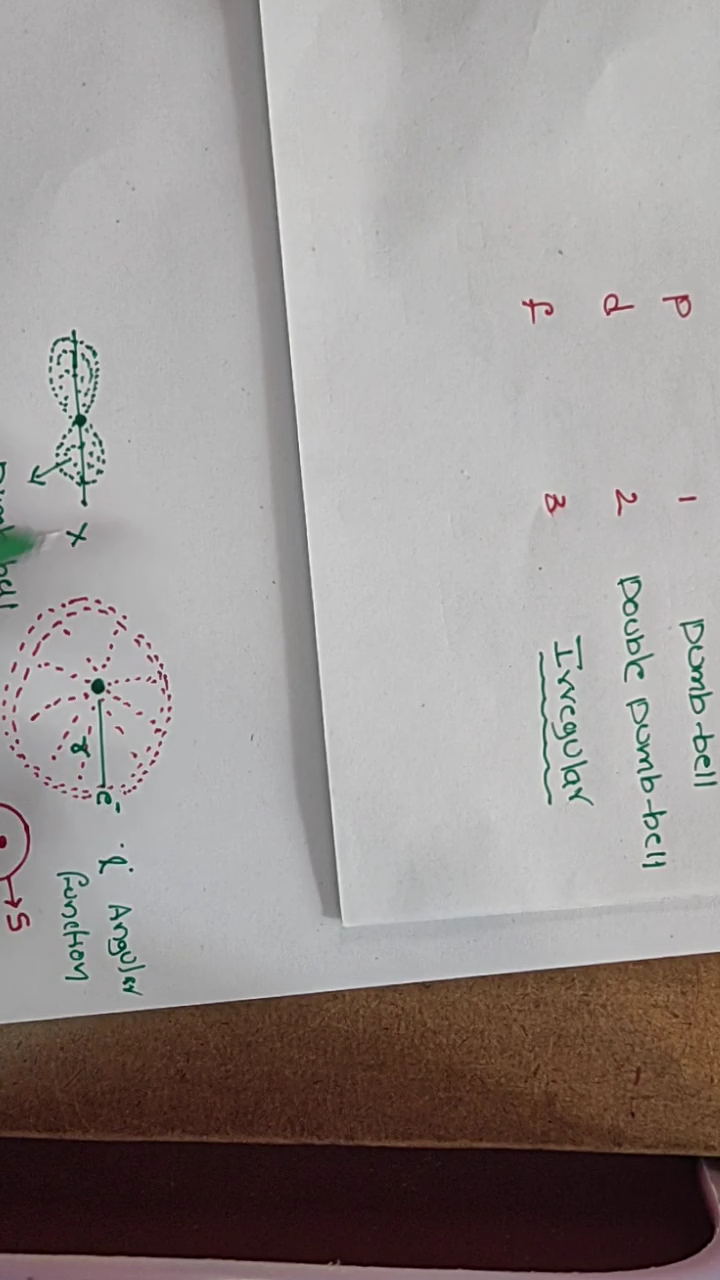 p 1 Dumb-bell
d 2 Double Dumb-bell
f 3 Irregular
x
r e-
'l' Angular
function
S